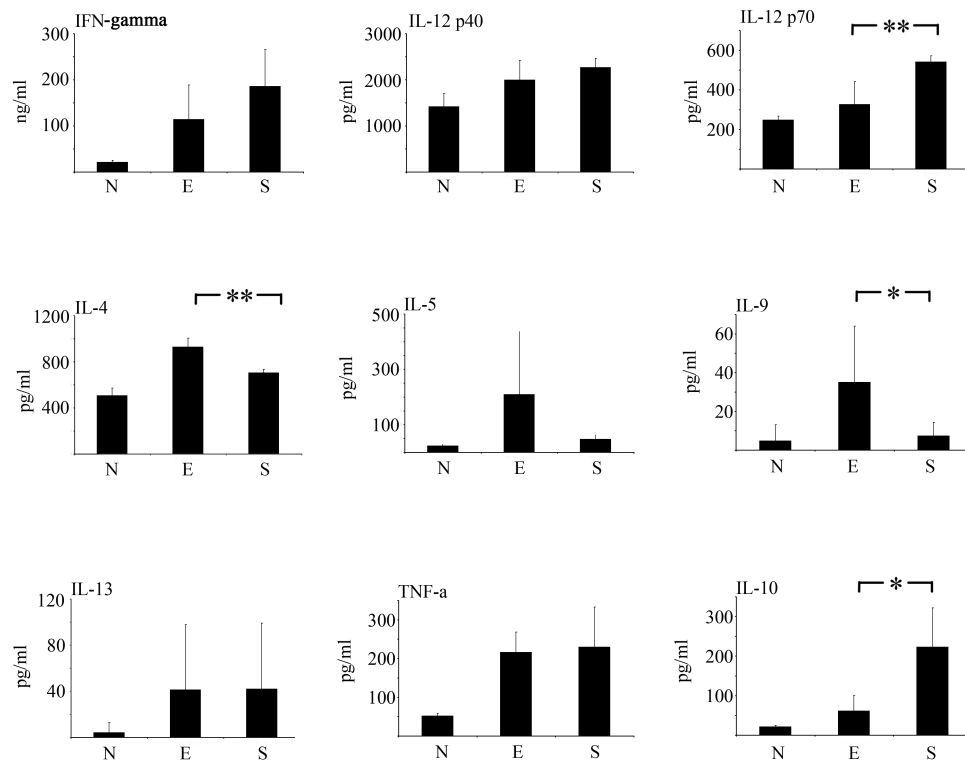 IFN-gamma
300
200
100
ng/ml
N E S
IL-12 p40
3000
2000
1000
pg/ml
N E S
IL-12 p70
**
600
400
200
pg/ml
N E S
IL-4
**
1200
800
400
pg/ml
N E S
IL-5
500
300
100
pg/ml
N E S
IL-9
*
60
40
20
pg/ml
N E S
IL-13
120
80
40
pg/ml
N E S
TNF-a
300
200
100
pg/ml
N E S
IL-10
*
300
200
100
pg/ml
N E S